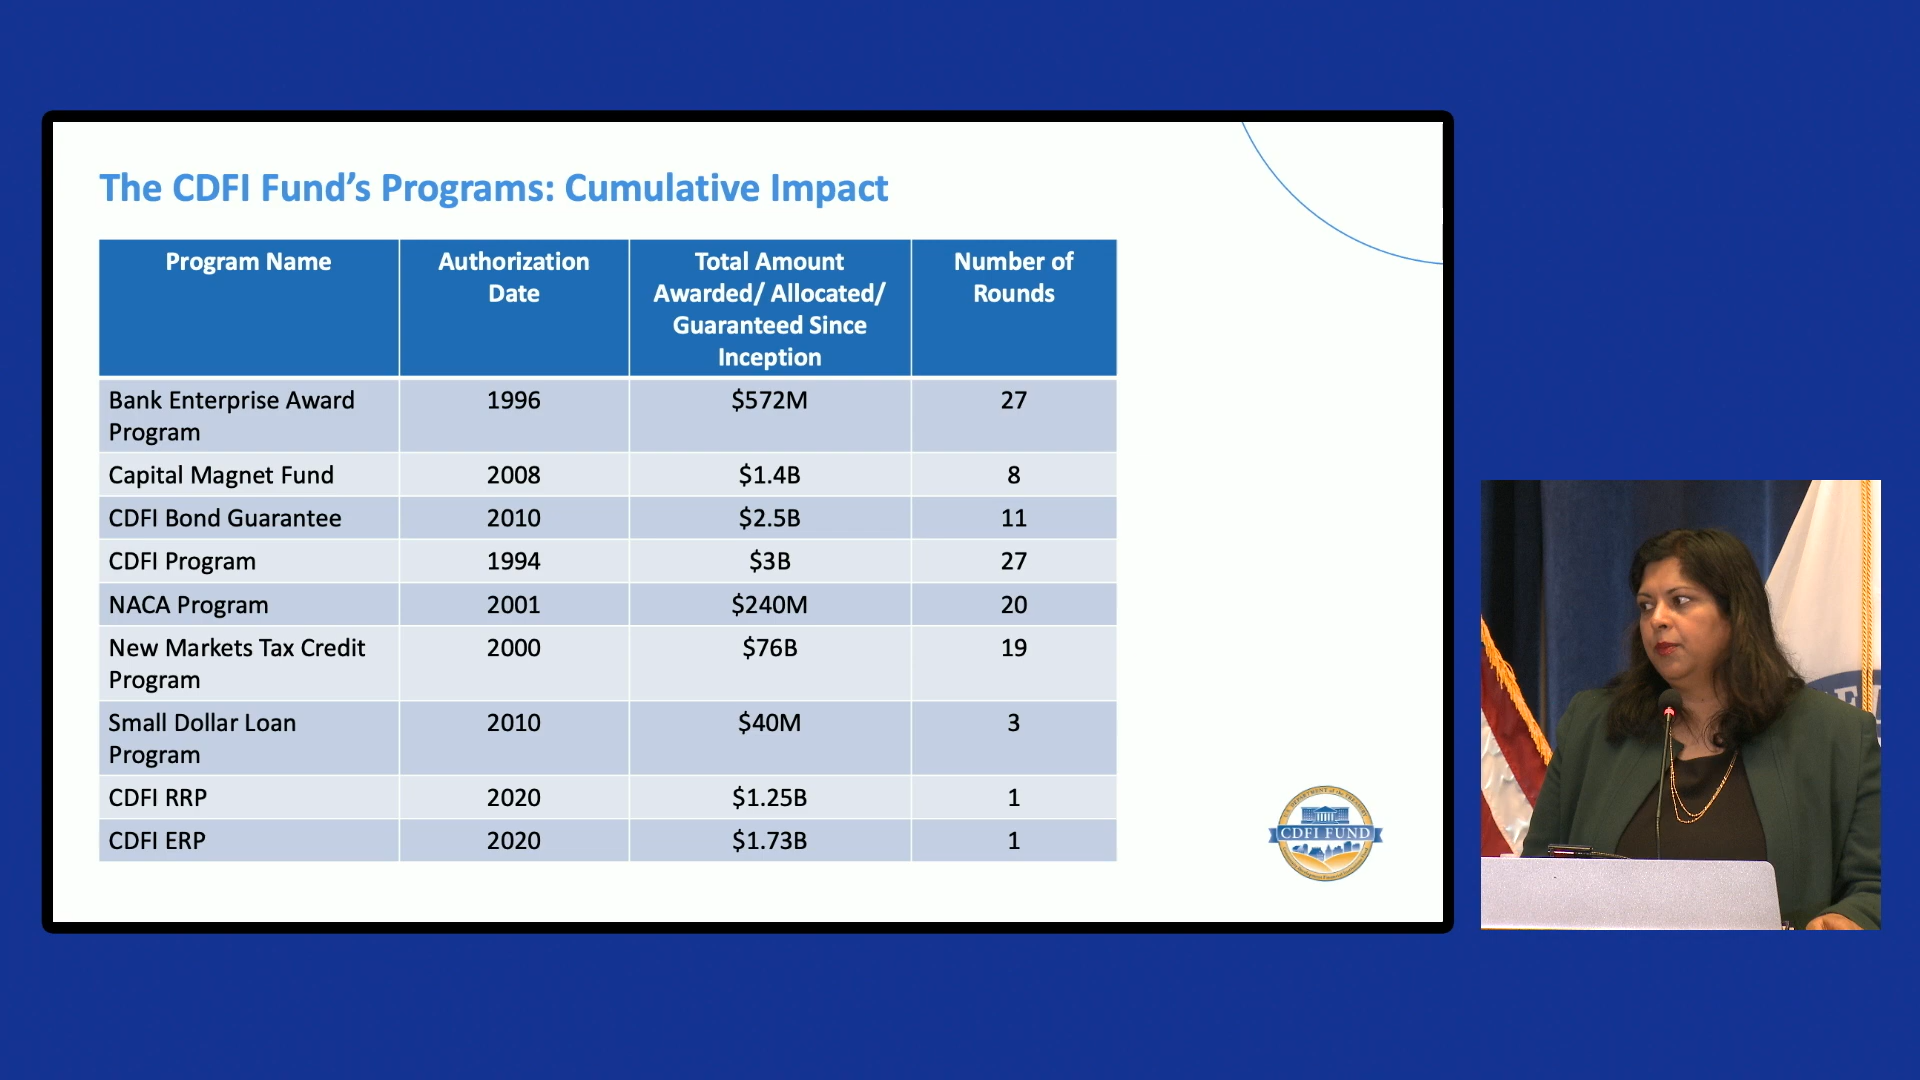 The CDFI Fund’s Programs: Cumulative Impact
Program Name
Authorization
Date
Total Amount
Awarded/ Allocated/
Guaranteed Since
Inception
Number of
Rounds
Bank Enterprise Award
Program
1996
$572M
27
Capital Magnet Fund
2008
$1.4B
8
CDFI Bond Guarantee
2010
$2.5B
11
CDFI Program
1994
$3B
27
NACA Program
2001
$240M
20
New Markets Tax Credit
Program
2000
$76B
19
Small Dollar Loan
Program
2010
$40M
3
CDFI RRP
2020
$1.25B
1
CDFI ERP
2020
$1.73B
1
CDFI FUND